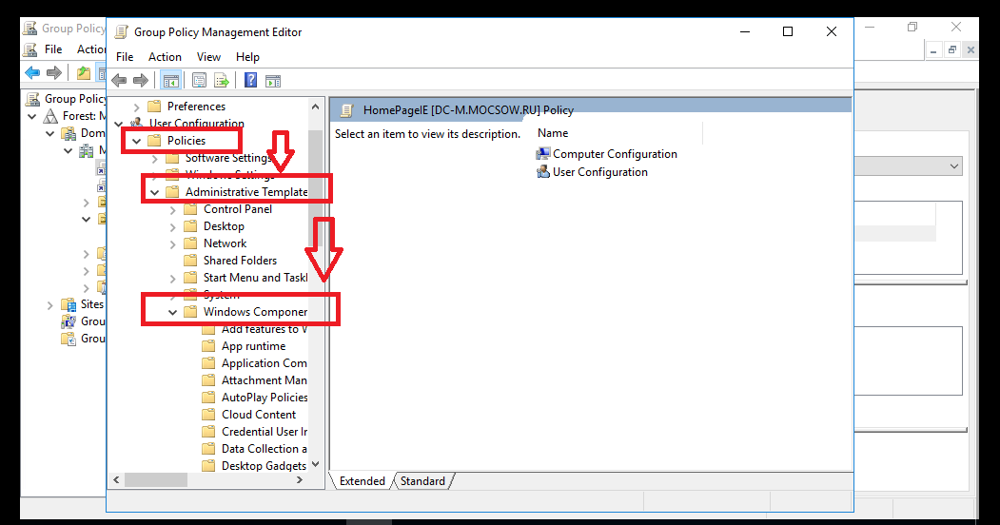 Group Policy
File
Action
Group Policy
Forest: M
Dom
M
Sites
Grou
Grou
Group Policy Management Editor
File Action View Help
Preferences
User Configuration
Policies
Software Settings
Windows Settings
Administrative Template
Control Panel
Desktop
Network
Shared Folders
Start Menu and Taskl
System
Windows Componer
Add features to W
App runtime
Application Com
Attachment Man
AutoPlay Policies
Cloud Content
Credential User In
Data Collection a
Desktop Gadgets
HomePageIE [DC-M.MOCSOW.RU] Policy
Select an item to view its description.
Name
Computer Configuration
User Configuration
Extended Standard